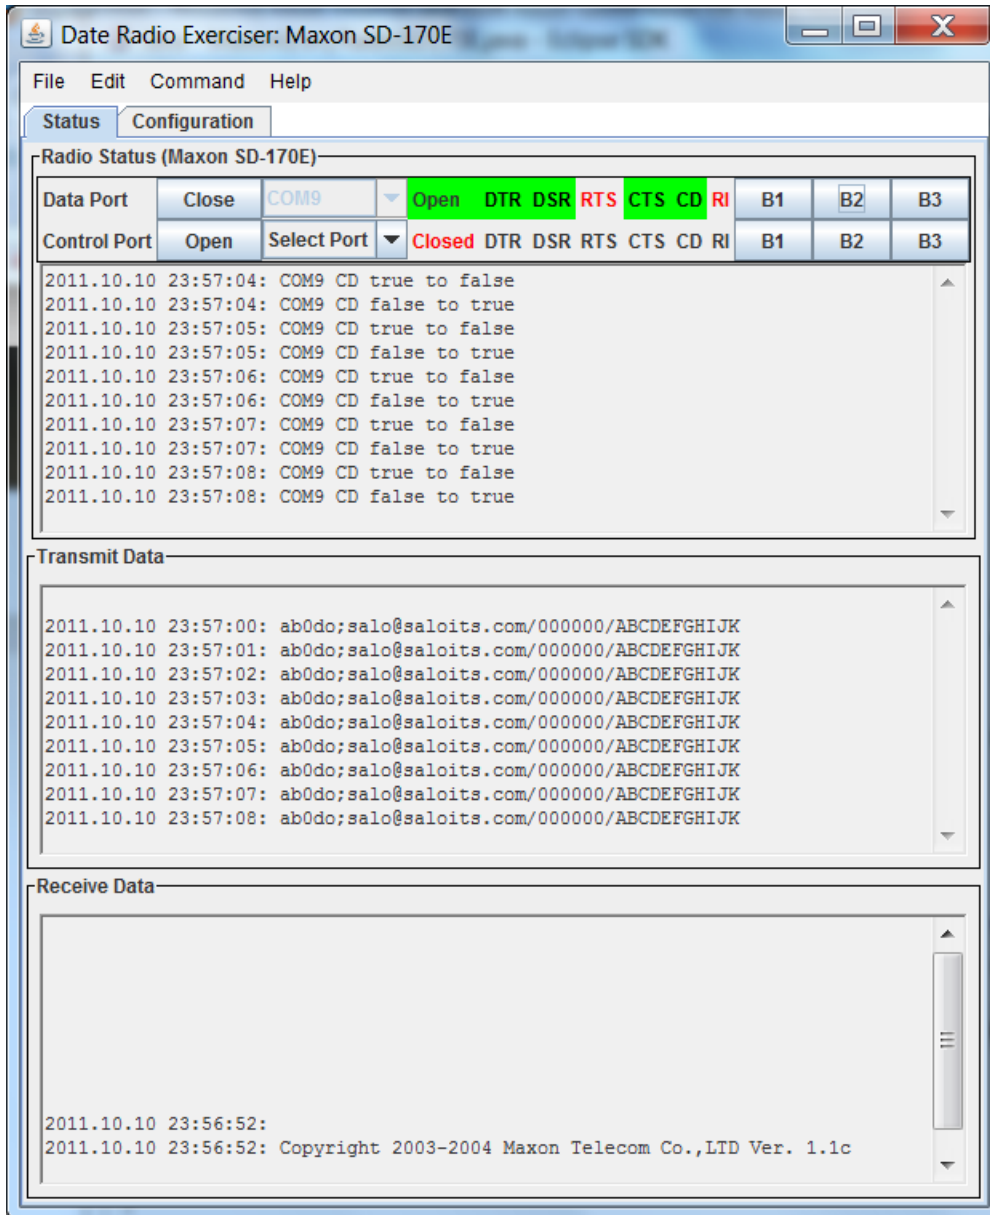 Date Radio Exerciser: Maxon SD-170E
File Edit Command Help
Status Configuration
Radio Status (Maxon SD-170E)
Data Port Close COM9 Open DTR DSR RTS CTS CD RI B1 B2 B3
Control Port Open Select Port Closed DTR DSR RTS CTS CD RI B1 B2 B3
2011.10.10 23:57:04: COM9 CD true to false
2011.10.10 23:57:04: COM9 CD false to true
2011.10.10 23:57:05: COM9 CD true to false
2011.10.10 23:57:05: COM9 CD false to true
2011.10.10 23:57:06: COM9 CD true to false
2011.10.10 23:57:06: COM9 CD false to true
2011.10.10 23:57:07: COM9 CD true to false
2011.10.10 23:57:07: COM9 CD false to true
2011.10.10 23:57:08: COM9 CD true to false
2011.10.10 23:57:08: COM9 CD false to true
Transmit Data
2011.10.10 23:57:00: ab0do;salo@saloits.com/000000/ABCDEFGHIJK
2011.10.10 23:57:01: ab0do;salo@saloits.com/000000/ABCDEFGHIJK
2011.10.10 23:57:02: ab0do;salo@saloits.com/000000/ABCDEFGHIJK
2011.10.10 23:57:03: ab0do;salo@saloits.com/000000/ABCDEFGHIJK
2011.10.10 23:57:04: ab0do;salo@saloits.com/000000/ABCDEFGHIJK
2011.10.10 23:57:05: ab0do;salo@saloits.com/000000/ABCDEFGHIJK
2011.10.10 23:57:06: ab0do;salo@saloits.com/000000/ABCDEFGHIJK
2011.10.10 23:57:07: ab0do;salo@saloits.com/000000/ABCDEFGHIJK
2011.10.10 23:57:08: ab0do;salo@saloits.com/000000/ABCDEFGHIJK
Receive Data
2011.10.10 23:56:52:
2011.10.10 23:56:52: Copyright 2003-2004 Maxon Telecom Co.,LTD Ver. 1.1c